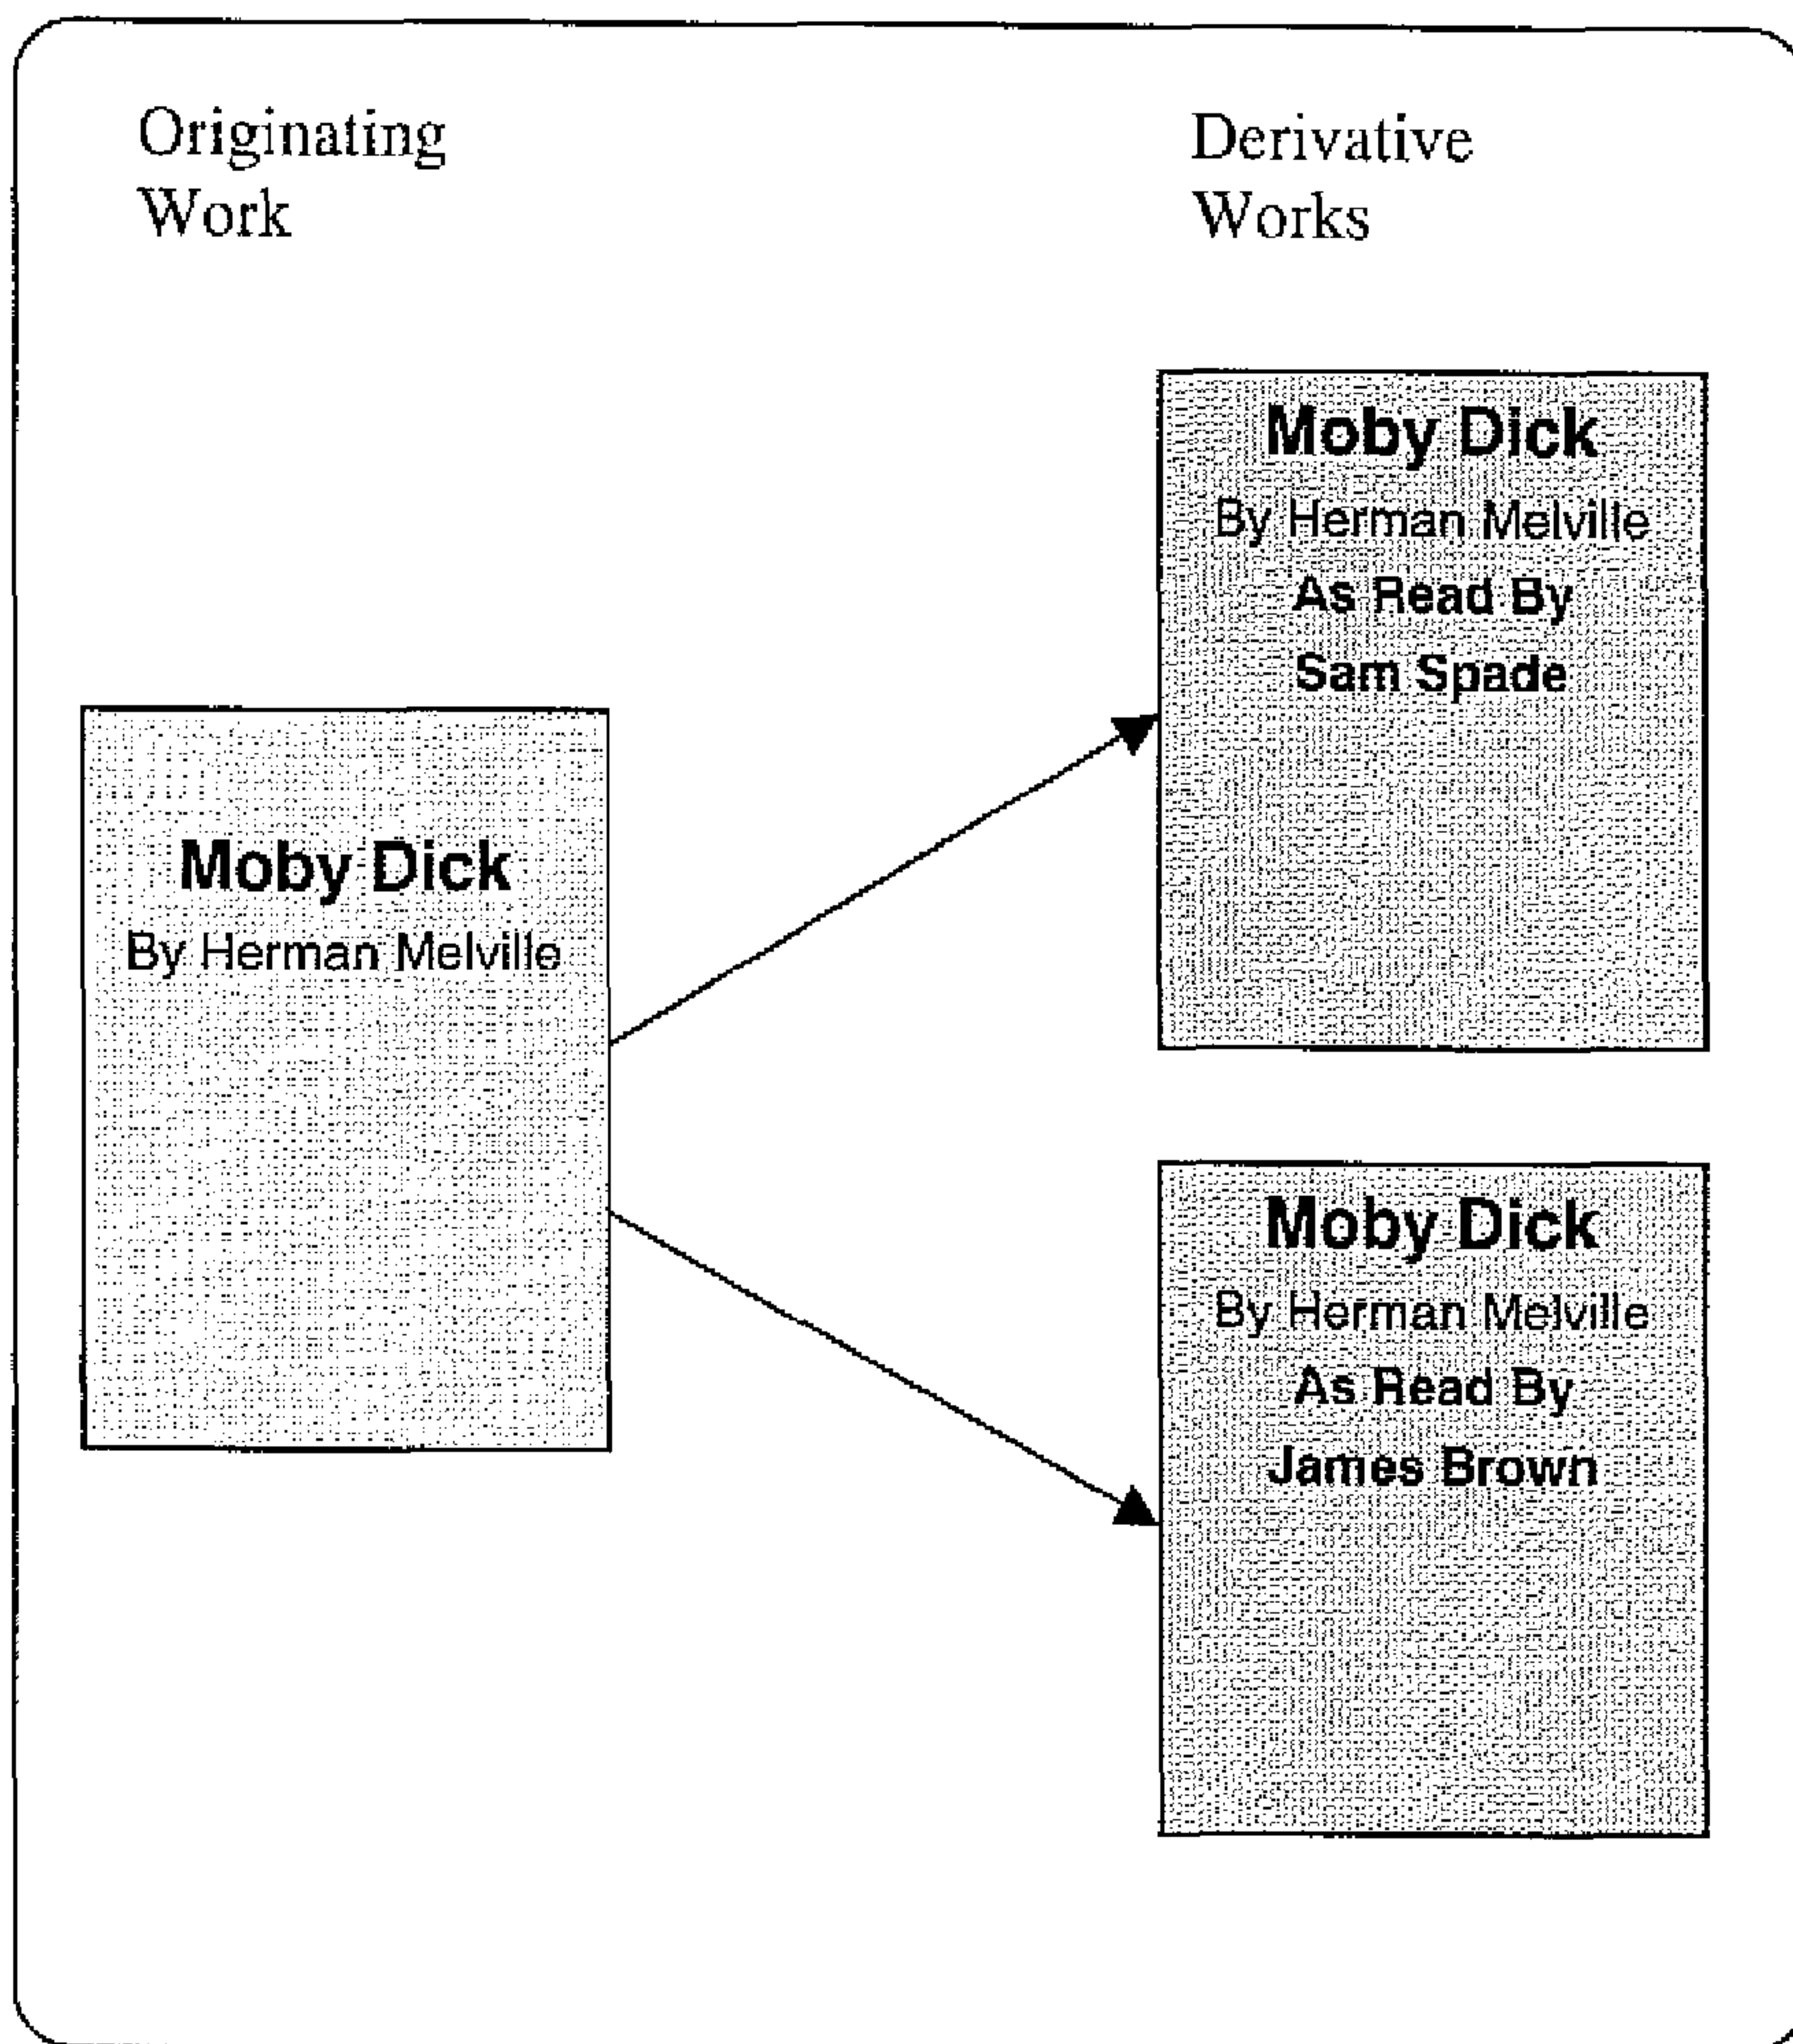 Originating
Work
Derivative
Works
Moby Dick
By Herman Melville
Moby Dick
By Herman Melville
As Read By
Sam Spade
Moby Dick
By Herman Melville
As Read By
James Brown